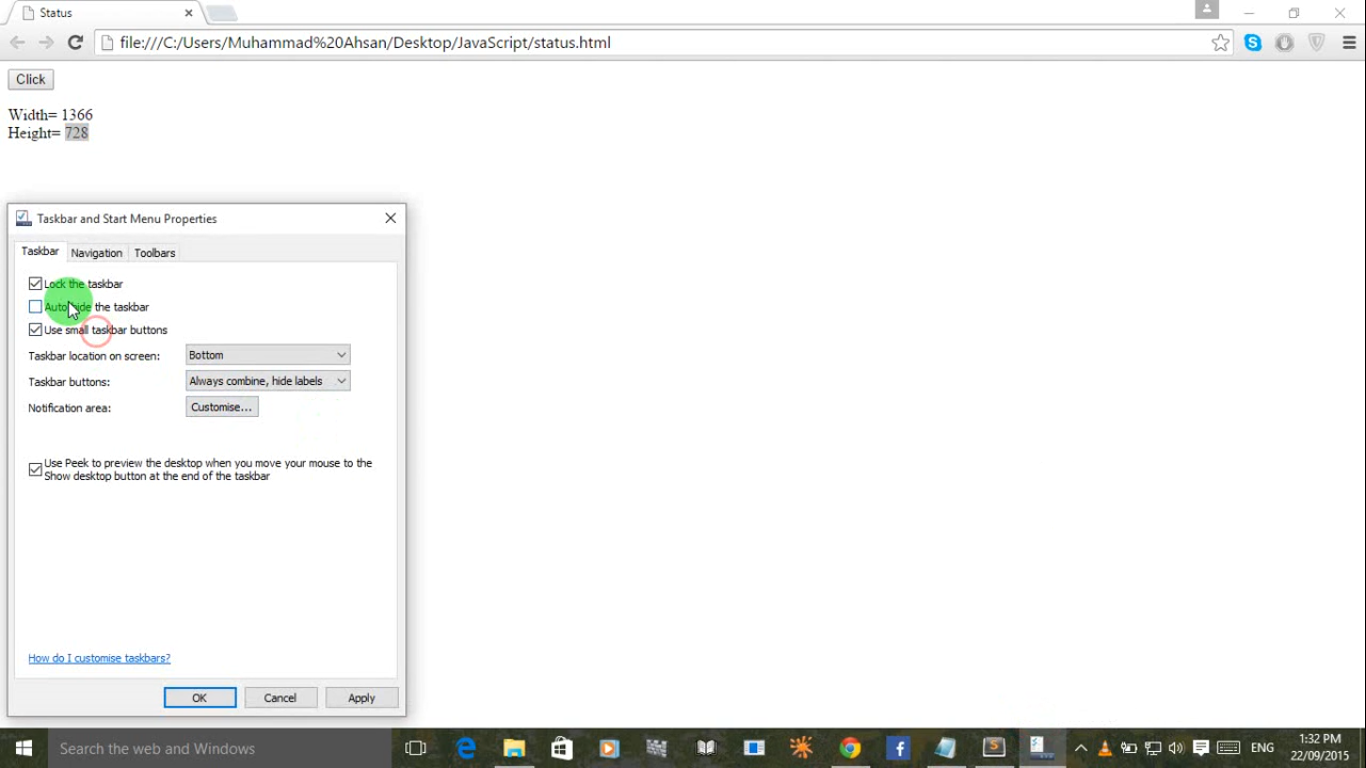 Status
file:///C:/Users/Muhammad%20Ahsan/Desktop/JavaScript/status.html
Click
Width= 1366
Height= 728
Taskbar and Start Menu Properties
Taskbar Navigation Toolbars
Lock the taskbar
Auto-hide the taskbar
Use small taskbar buttons
Taskbar location on screen: Bottom
Taskbar buttons: Always combine, hide labels
Notification area: Customise...
Use Peek to preview the desktop when you move your mouse to the
Show desktop button at the end of the taskbar
How do I customise taskbars?
OK Cancel Apply
Search the web and Windows
ENG
1:32 PM
22/09/2015